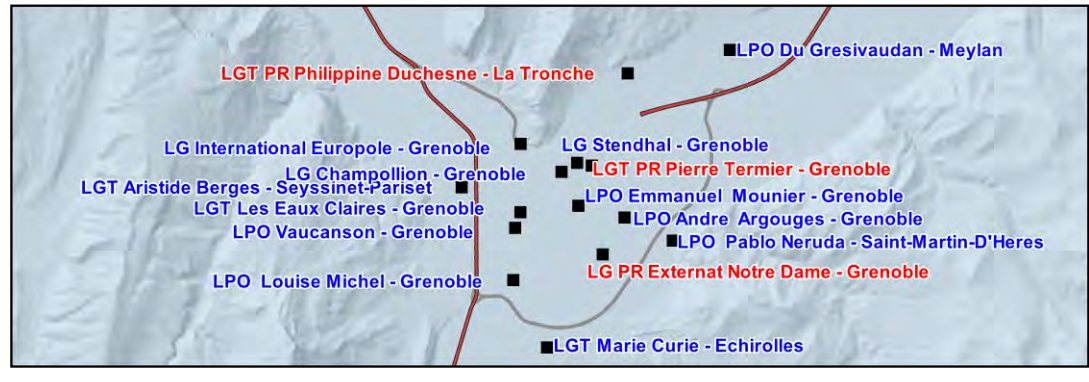 LPO Du Gresivaudan - Meylan
LGT PR Philippine Duchesne - La Tronche
LG International Europole - Grenoble
LG Stendhal - Grenoble
LG Champollion - Grenoble
LGT PR Pierre Termier - Grenoble
LGT Aristide Berges - Seyssinet-Pariset
LPO Emmanuel  Mounier - Grenoble
LGT Les Eaux Claires - Grenoble
LPO Andre  Argouges - Grenoble
LPO Vaucanson - Grenoble
LPO  Pablo Neruda - Saint-Martin-D'Heres
LG PR Externat Notre Dame - Grenoble
LPO  Louise Michel - Grenoble
LGT Marie Curie - Echirolles